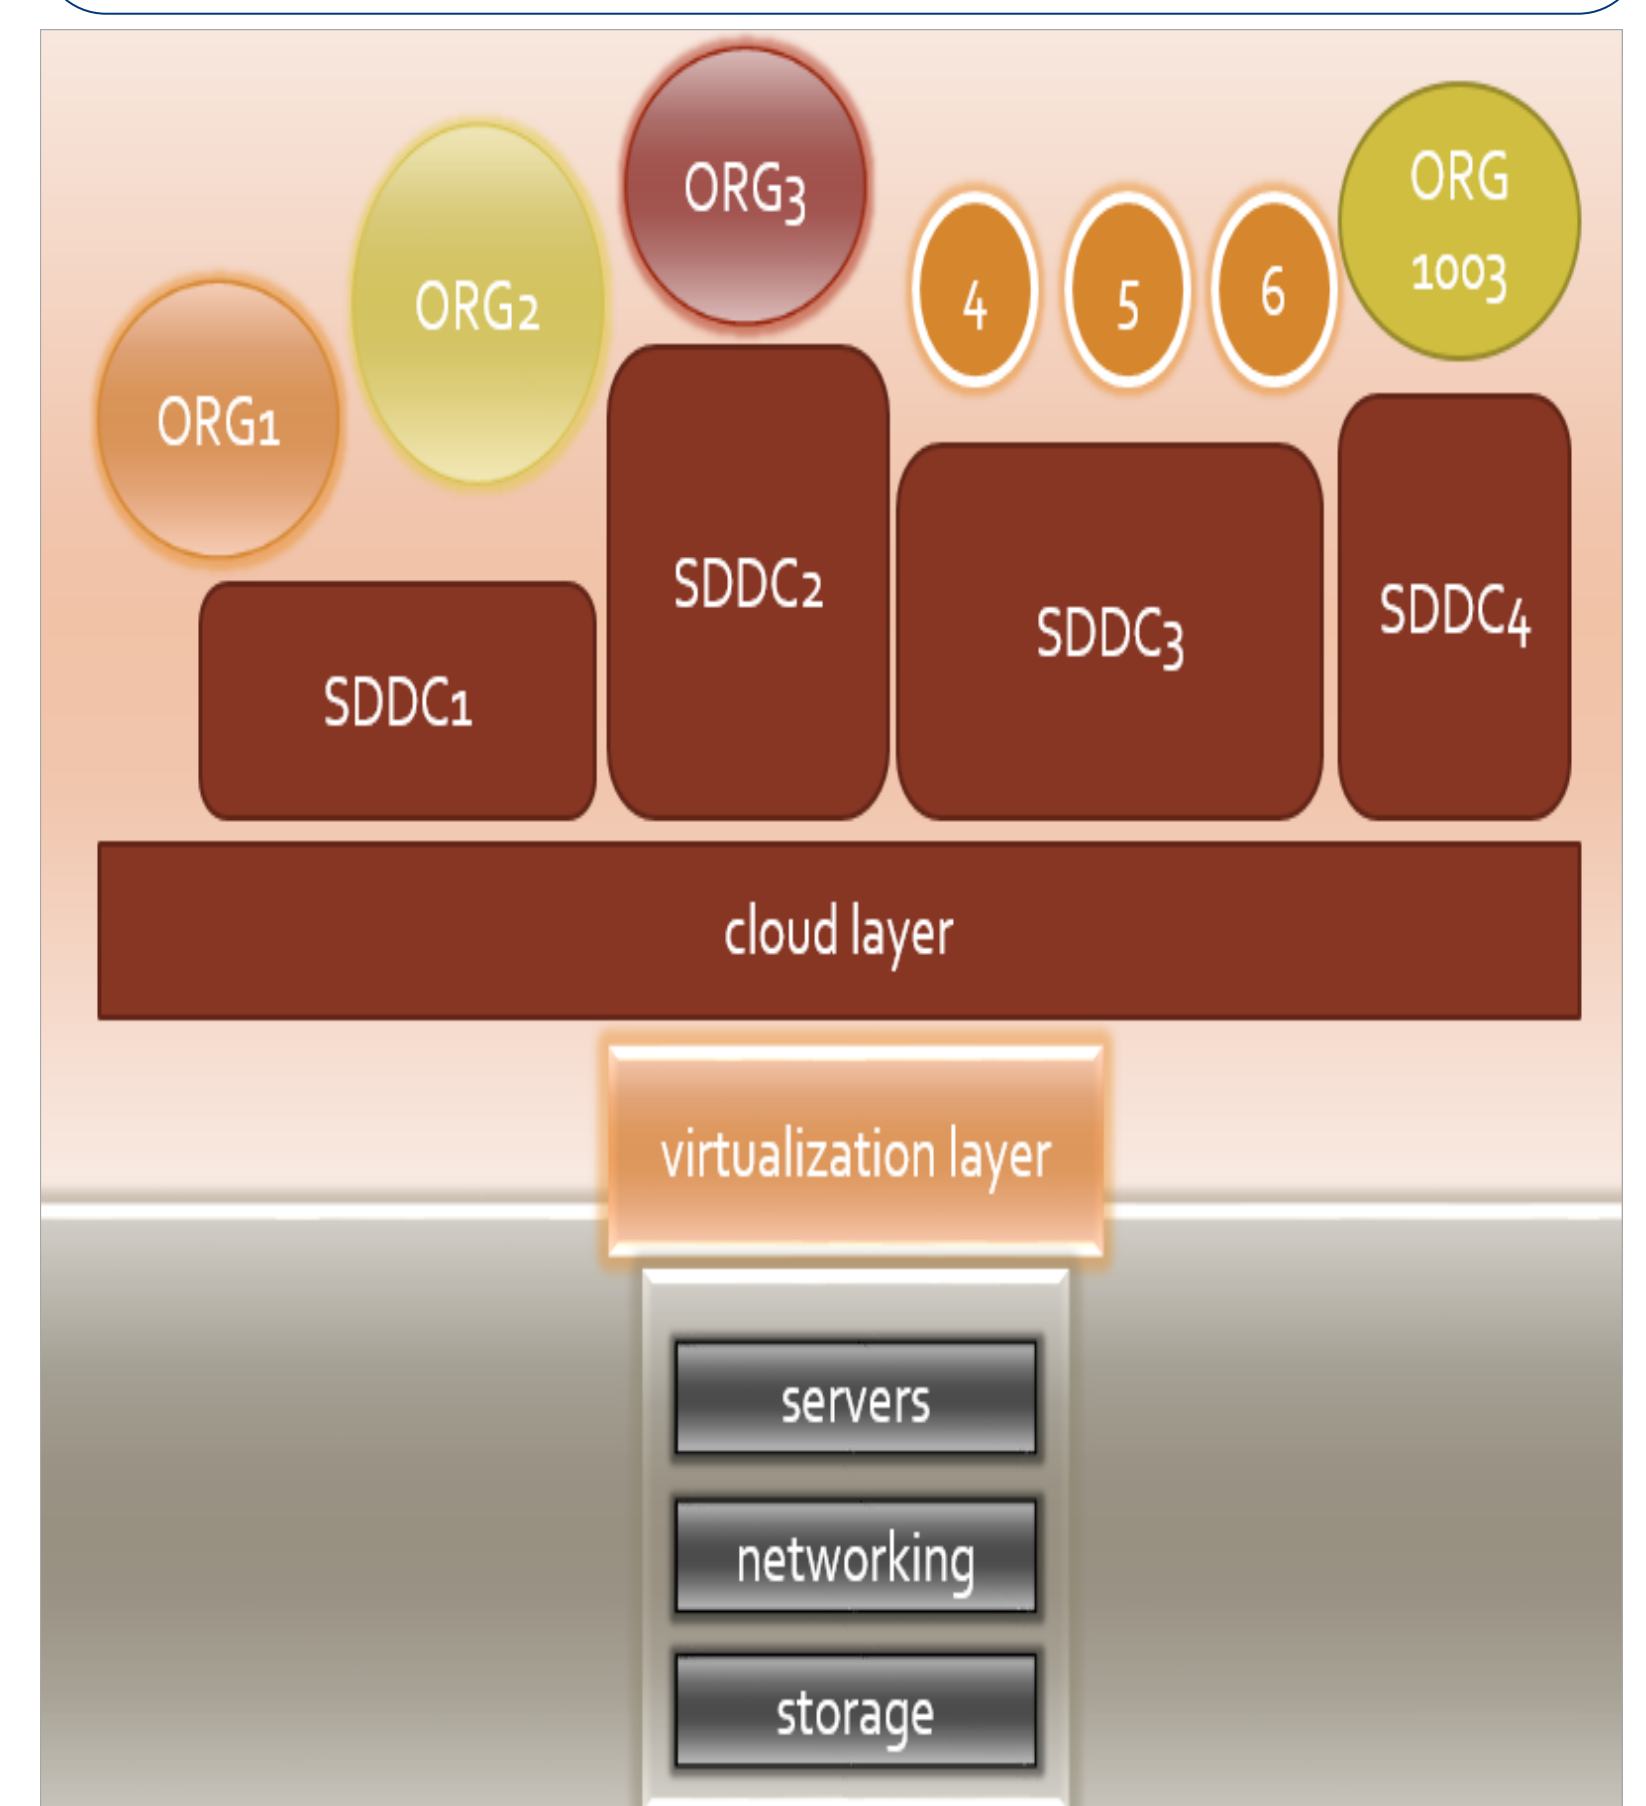 ORG1
ORG2
ORG3
4
5
6
ORG
1003
SDDC1
SDDC2
SDDC3
SDDC4
cloud layer
virtualization layer
servers
networking
storage